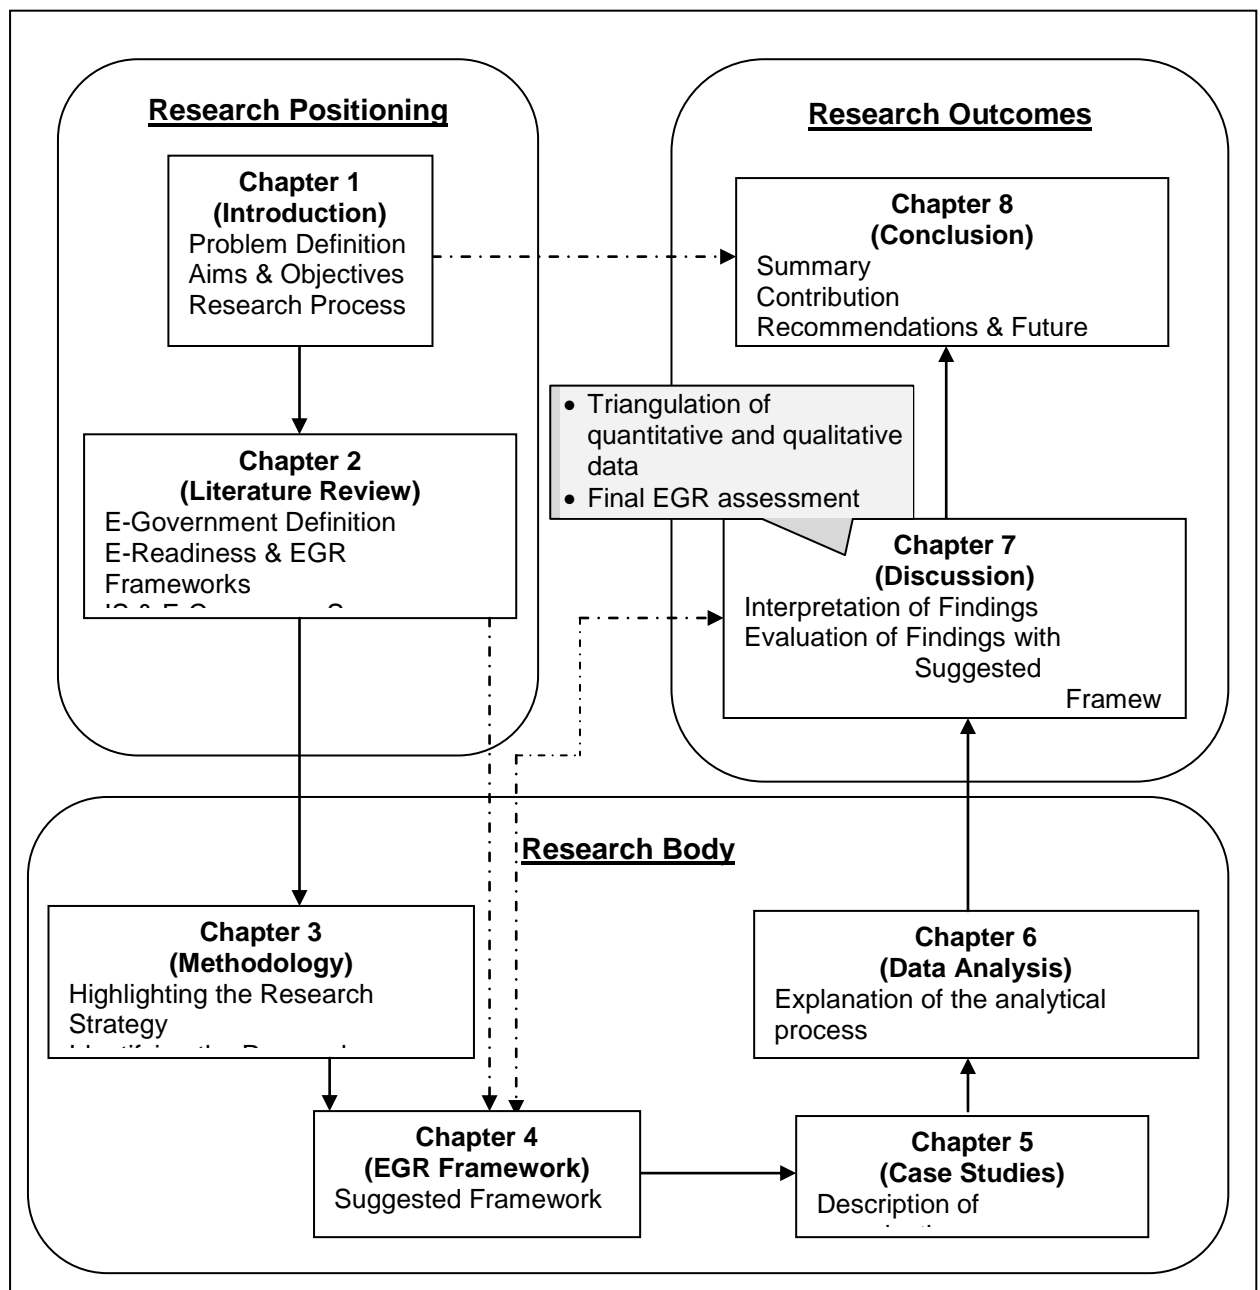 Research Positioning
Chapter 1
(Introduction)
Problem Definition
Aims & Objectives
Research Process
Chapter 2
(Literature Review)
E-Government Definition
E-Readiness & EGR
Frameworks
Research Outcomes
Chapter 8
(Conclusion)
Summary
Contribution
Recommendations & Future
• Triangulation of
quantitative and qualitative
data
• Final EGR assessment
Chapter 7
(Discussion)
Interpretation of Findings
Evaluation of Findings with
Suggested
Framew
Research Body
Chapter 3
(Methodology)
Highlighting the Research
Strategy
Chapter 4
(EGR Framework)
Suggested Framework
Chapter 5
(Case Studies)
Description of
Chapter 6
(Data Analysis)
Explanation of the analytical
process